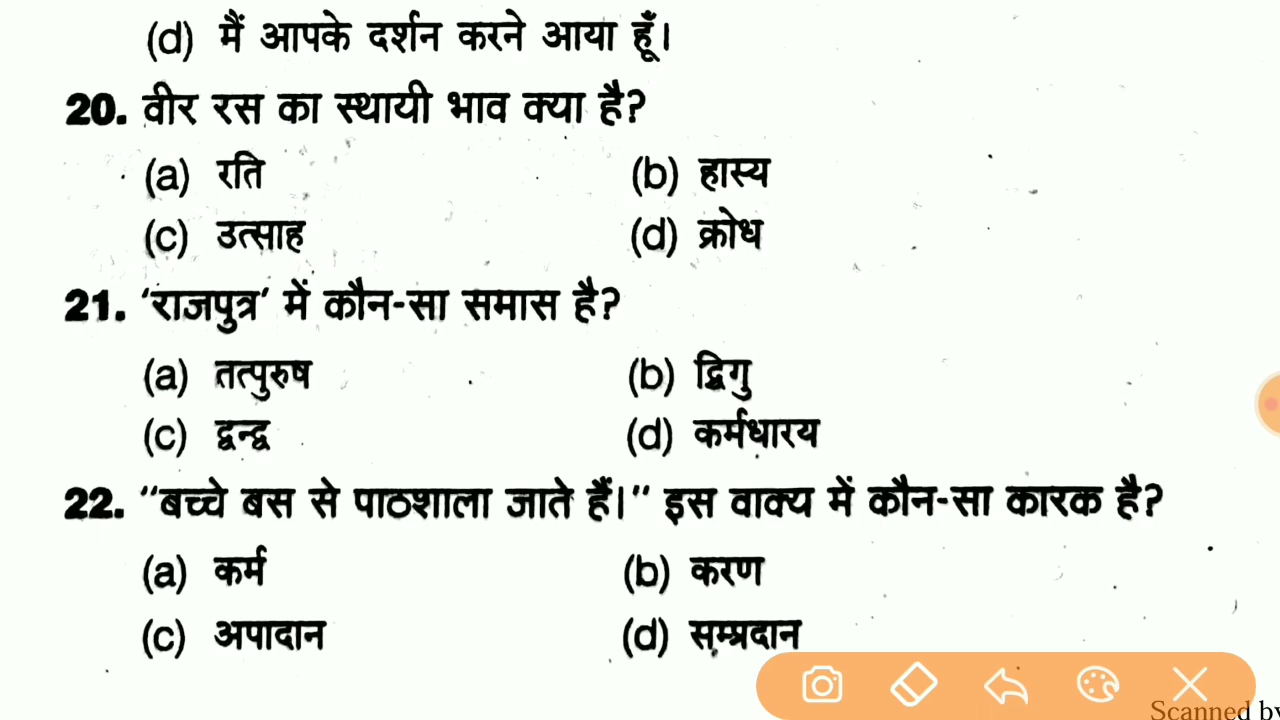 (d) मैं आपके दर्शन करने आया हूँ।
20. वीर रस का स्थायी भाव क्या है?
(a) रति (b) हास्य
(c) उत्साह (d) क्रोध
21. ‘राजपुत्र’ में कौन-सा समास है?
(a) तत्पुरुष (b) द्विगु
(c) द्वन्द्व (d) कर्मधारय
22. “बच्चे बस से पाठशाला जाते हैं।” इस वाक्य में कौन-सा कारक है?
(a) कर्म (b) करण
(c) अपादान (d) सम्प्रदान
Scanned by